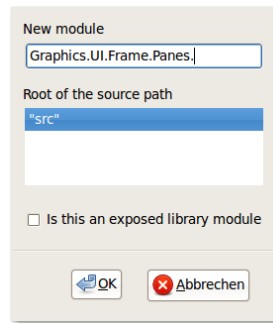 New module
Graphics.UI.Frame.Panes.
Root of the source path
"src"
Is this an exposed library module
OK
Abbrechen